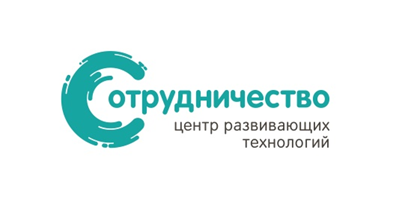 Сотрудничество
центр развивающих
технологий